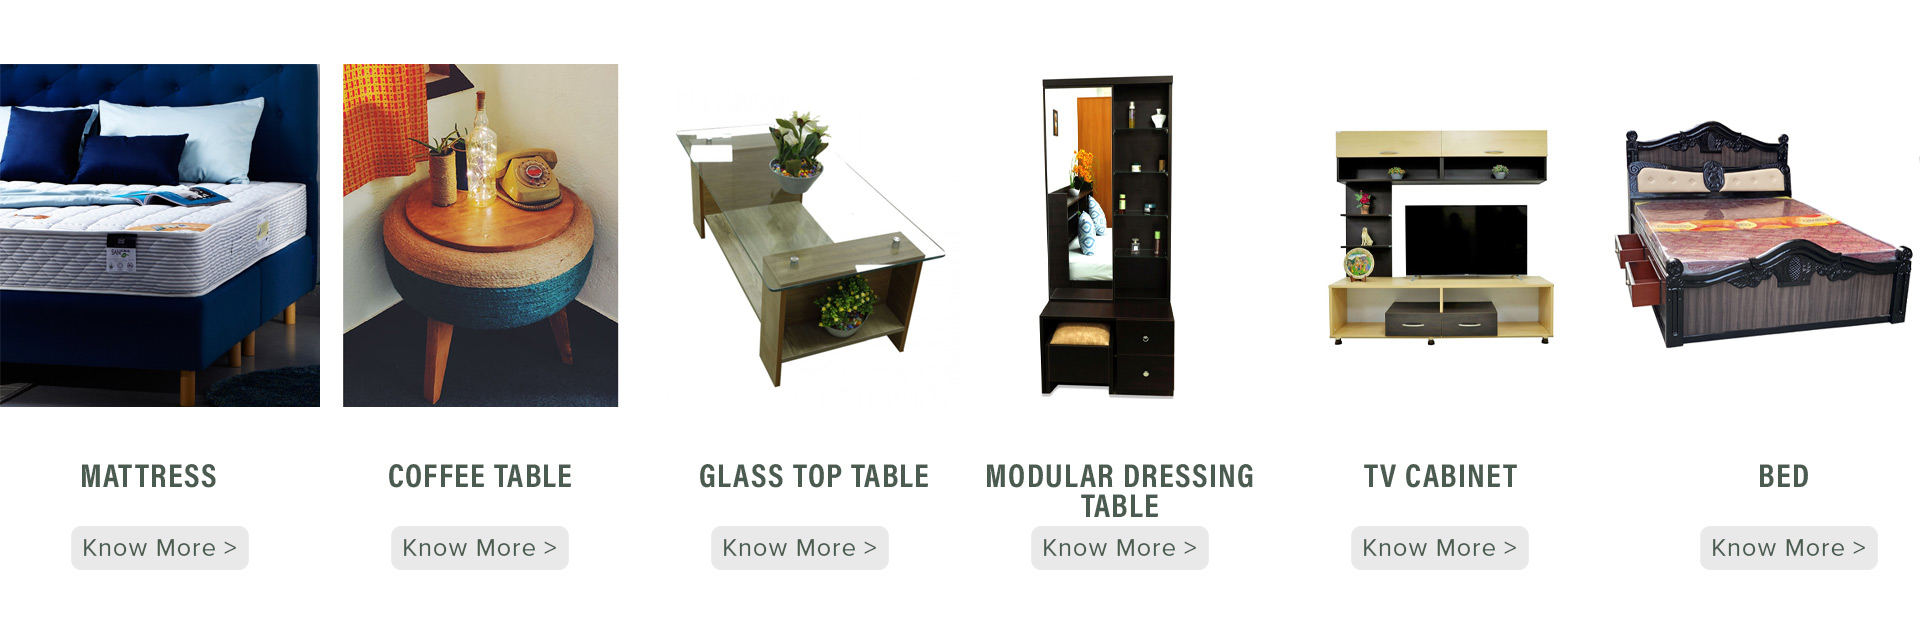 MATTRESS
COFFEE TABLE
GLASS TOP TABLE
MODULAR DRESSING
TABLE
TV CABINET
BED
Know More >
Know More >
Know More >
Know More >
Know More >
Know More >